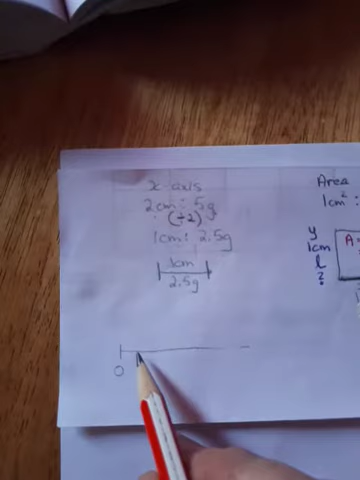 x-axis
2cm: 5g
(÷2)
1cm: 2.5g
1cm
2.5g
0
Area
1cm² :
y
1cm
l
?
A=